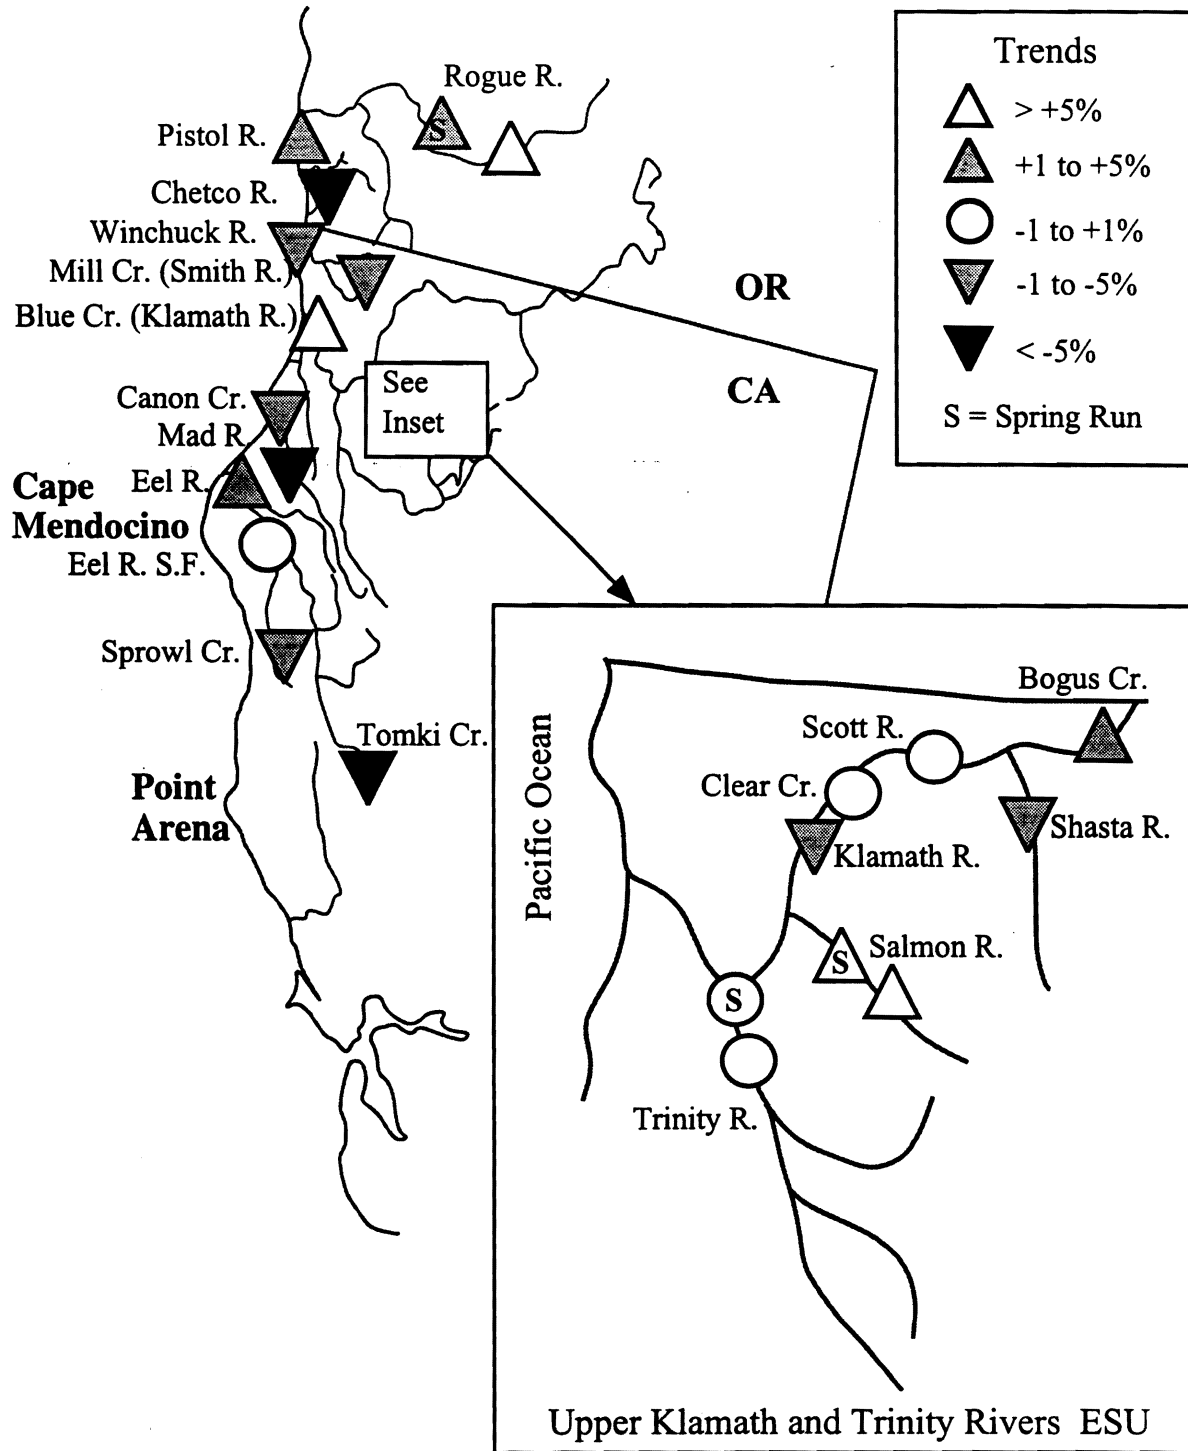 Rogue R.
S
Pistol R.
Chetco R.
Winchuck R.
Mill Cr. (Smith R.)
Blue Cr. (Klamath R.)
OR
CA
See
Inset
Canon Cr.
Mad R.
Eel R.
Cape
Mendocino
Eel R. S.F.
Sprowl Cr.
Tomki Cr.
Point
Arena
Trends
> +5%
+1 to +5%
-1 to +1%
-1 to -5%
< -5%
S = Spring Run
Pacific Ocean
Bogus Cr.
Scott R.
Clear Cr.
Shasta R.
Klamath R.
Salmon R.
S
S
Trinity R.
Upper Klamath and Trinity Rivers ESU